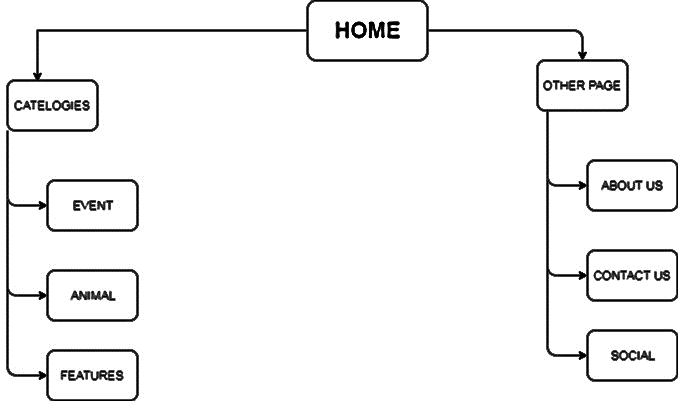 HOME
CATELOGIES
OTHER PAGE
EVENT
ABOUT US
ANIMAL
CONTACT US
FEATURES
SOCIAL